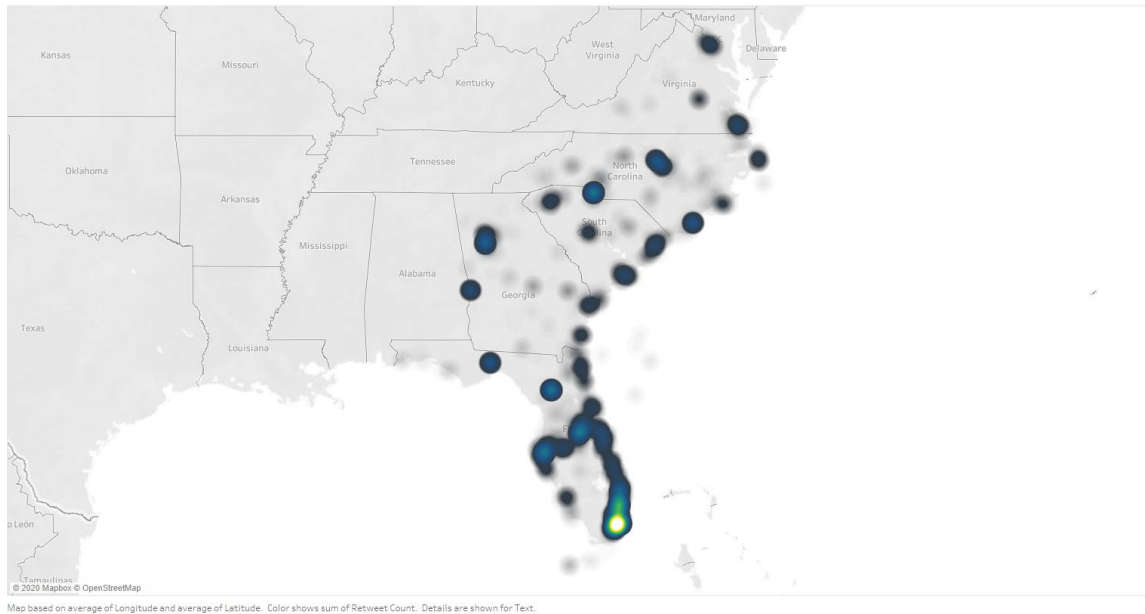 Maryland
Delaware
West
Virginia
Kansas
Missouri
Kentucky
Virginia
Tennessee
North
Carolina
Oklahoma
Arkansas
South
Carolina
Mississippi
Alabama
Georgia
Texas
Louisiana
o León
Tamaulipas
© 2020 Mapbox © OpenStreetMap
Map based on average of Longitude and average of Latitude. Color shows sum of Retweet Count. Details are shown for Text.